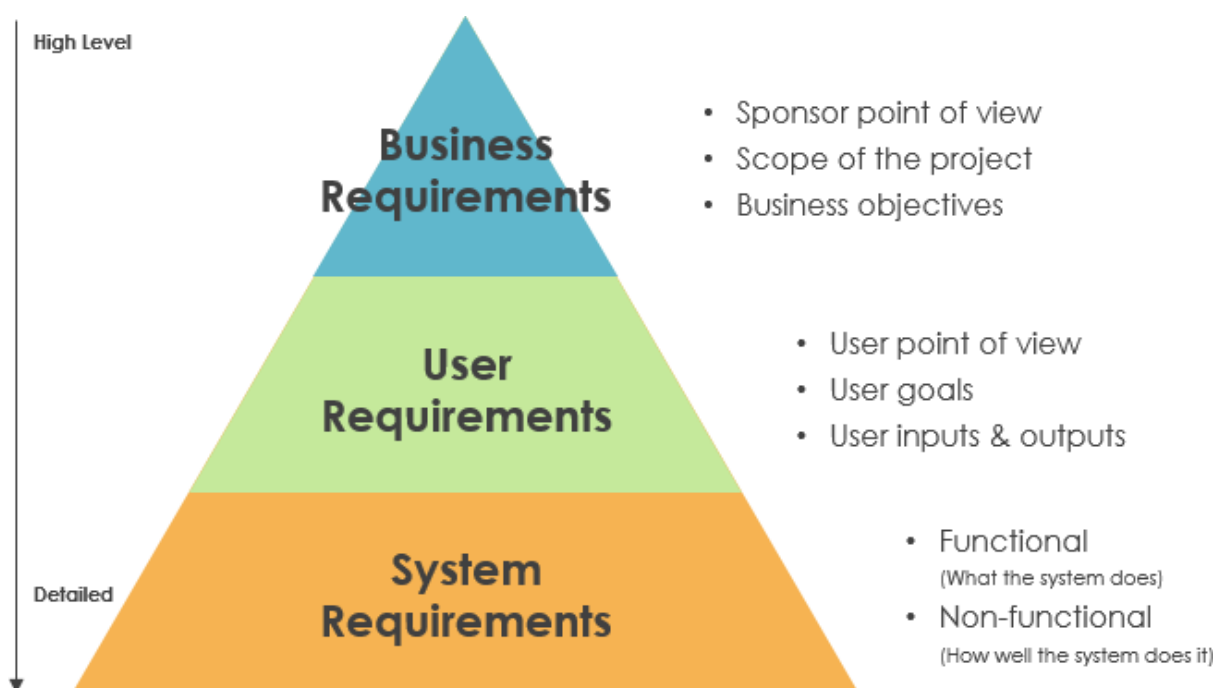 High Level
Business
Requirements
• Sponsor point of view
• Scope of the project
• Business objectives
User
Requirements
• User point of view
• User goals
• User inputs & outputs
Detailed
System
Requirements
• Functional
(What the system does)
• Non-functional
(How well the system does it)